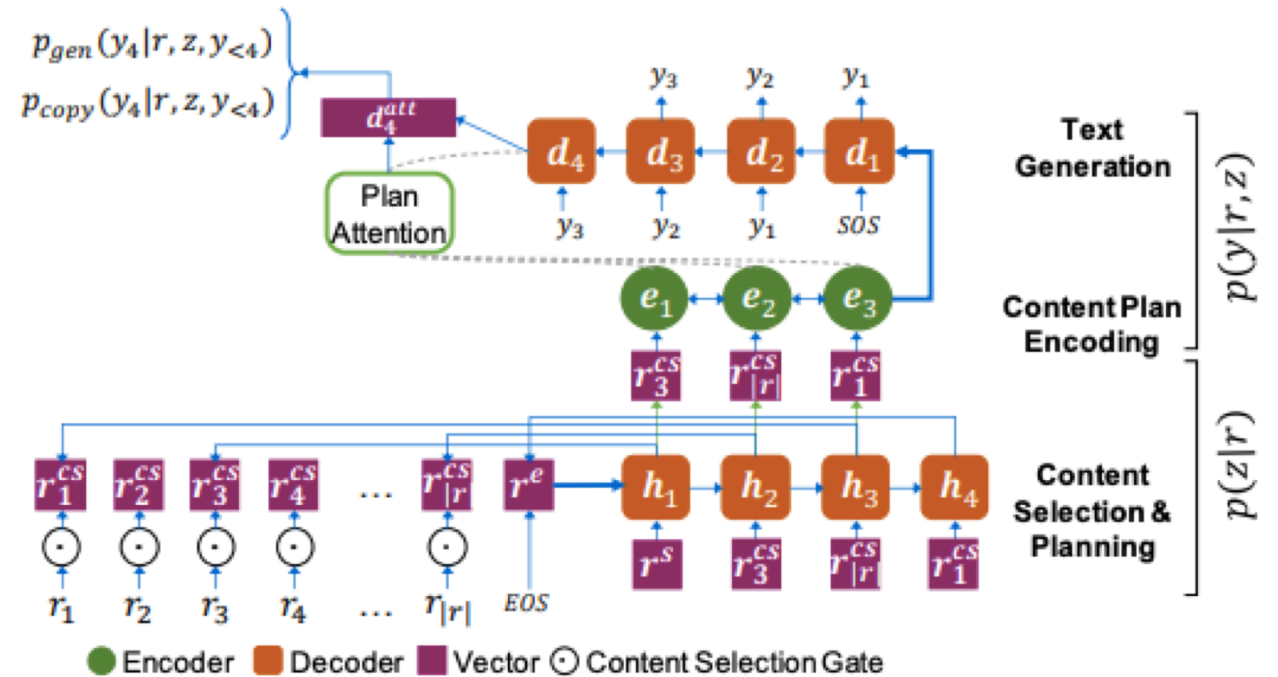 p_gen(y_4|r, z, y_<4)
p_copy(y_4|r, z, y_<4)
d_4^att
Plan
Attention
y_3 y_2 y_1
d_4 d_3 d_2 d_1
y_3 y_2 y_1 SOS
Text
Generation
e_1 e_2 e_3
Content Plan
Encoding
p(y|r, z)
r_3^cs r_|r|^cs r_1^cs
r_1^cs r_2^cs r_3^cs r_4^cs ... r_|r^cs r^e h_1 h_2 h_3 h_4
r^s r_3^cs r_|r|^cs r_1^cs
r_1 r_2 r_3 r_4 ... r_|r| EOS
Content
Selection &
Planning
p(z|r)
Encoder Decoder Vector Content Selection Gate